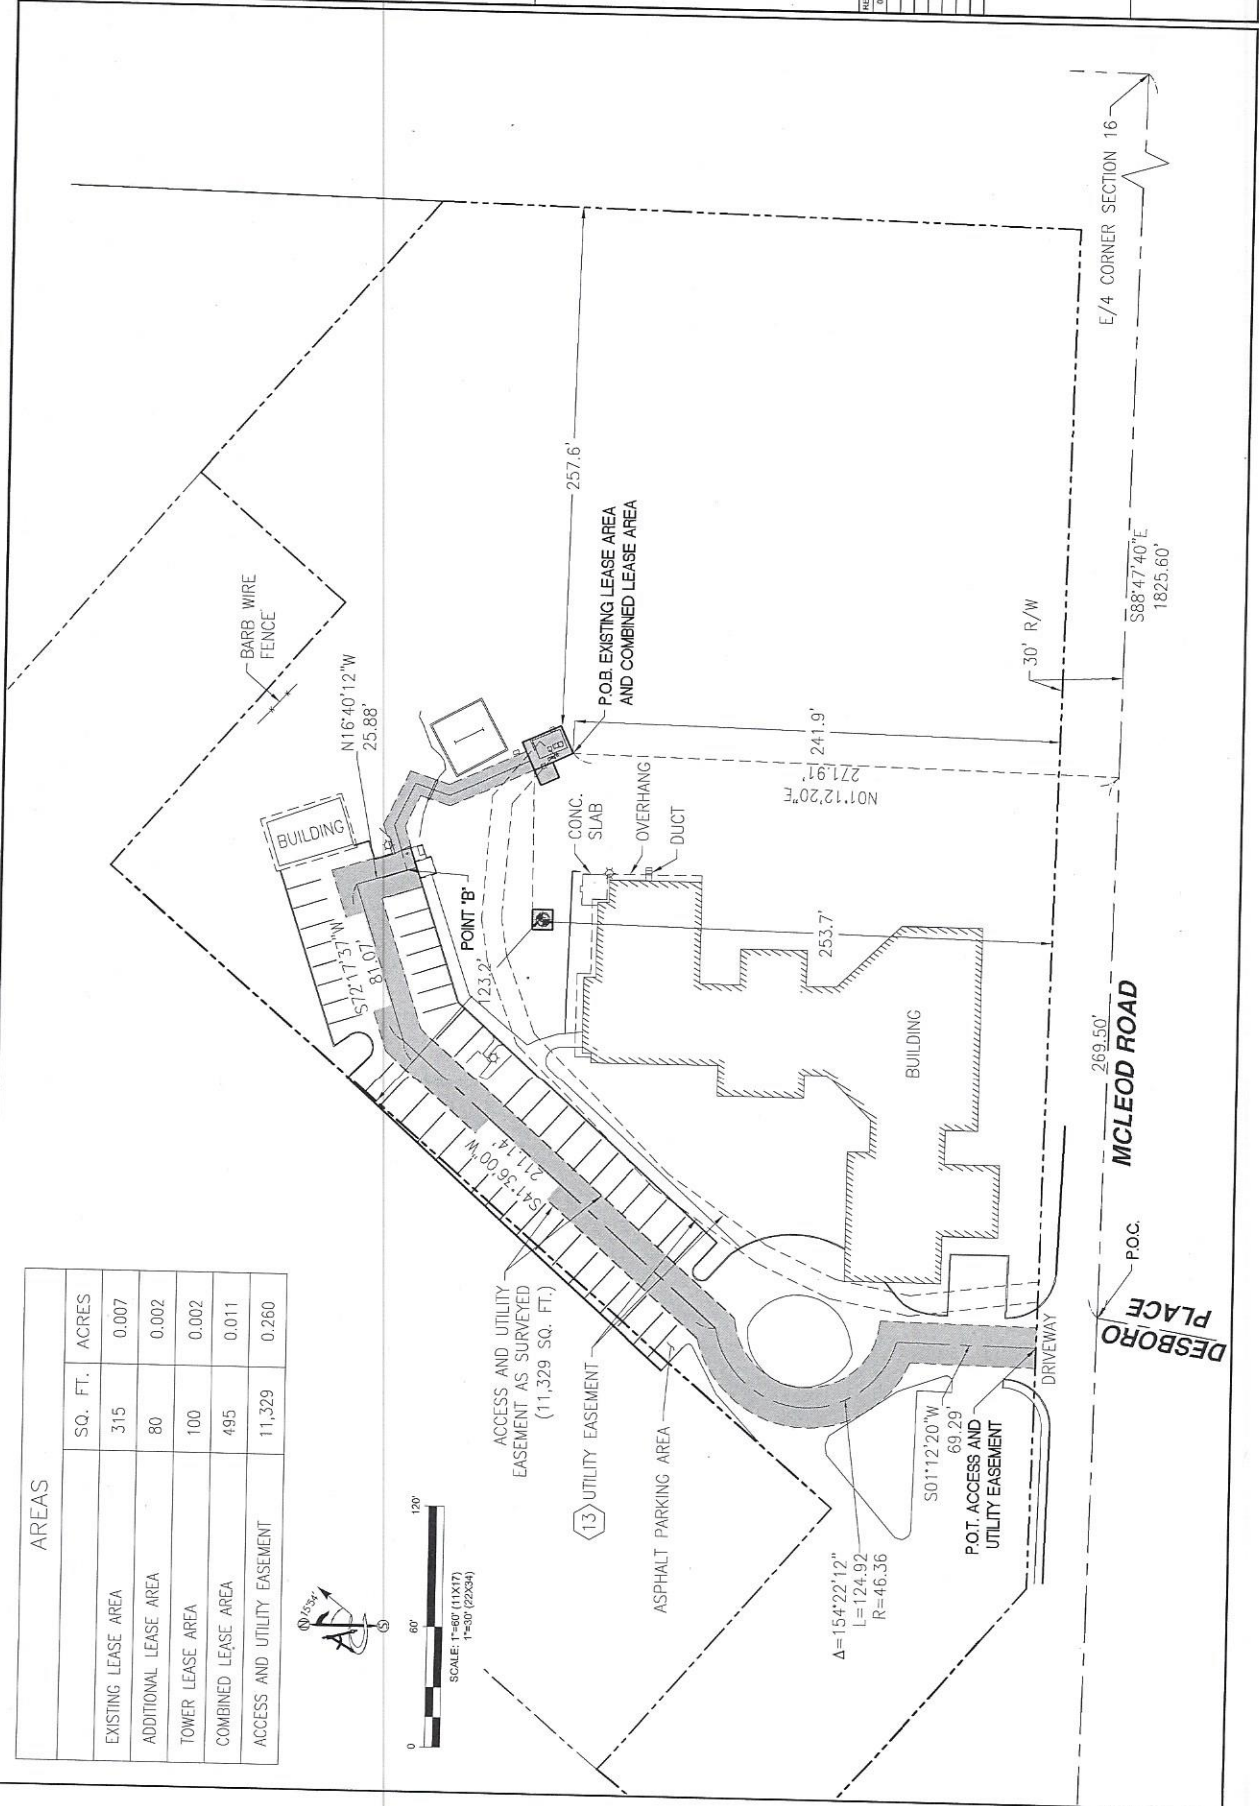 AREAS
SQ. FT. ACRES
EXISTING LEASE AREA 315 0.007
ADDITIONAL LEASE AREA 80 0.002
TOWER LEASE AREA 100 0.002
COMBINED LEASE AREA 495 0.011
ACCESS AND UTILITY EASEMENT 11,329 0.260
N
15°34'
S
0 60' 120'
SCALE: 1"=60' (11X17)
1"=30' (22X34)
BARB WIRE
FENCE
N16°40'12"W
25.88'
BUILDING
S72°17'37"W
81.07'
POINT "B"
123.2'
257.6'
P.O.B. EXISTING LEASE AREA
AND COMBINED LEASE AREA
CONC.
SLAB
OVERHANG
DUCT
241.9'
N01°12'20"E
271.91'
253.7'
S41°36'00"W
211.14'
ACCESS AND UTILITY
EASEMENT AS SURVEYED
(11,329 SQ. FT.)
13 UTILITY EASEMENT
ASPHALT PARKING AREA
BUILDING
30' R/W
E/4 CORNER SECTION 16
S88°47'40"E
1825.60'
Δ=154°22'12"
L=124.92
R=46.36
S01°12'20"W
69.29'
P.O.T. ACCESS AND
UTILITY EASEMENT
DRIVEWAY
269.50'
MCLEOD ROAD
P.O.C.
DESBORO
PLACE